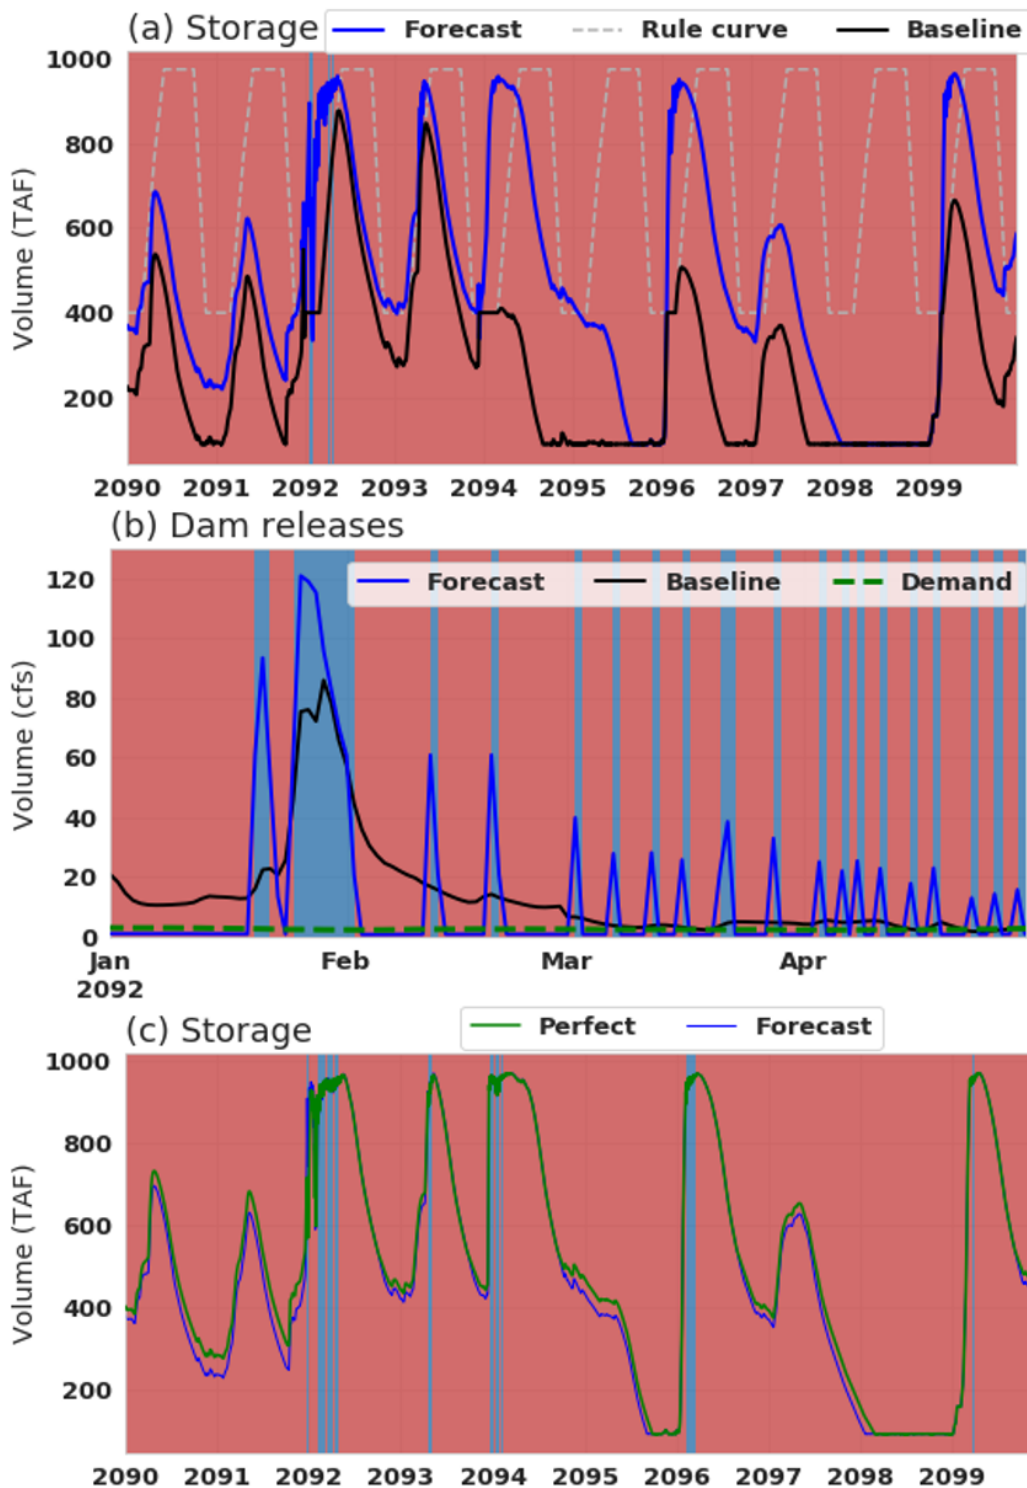 (a) Storage
Forecast Rule curve Baseline
Volume (TAF)
1000
800
600
400
200
2090 2091 2092 2093 2094 2095 2096 2097 2098 2099
(b) Dam releases
Forecast Baseline Demand
Volume (cfs)
120
100
80
60
40
20
0
Jan Feb Mar Apr
2092
(c) Storage
Perfect Forecast
Volume (TAF)
1000
800
600
400
200
2090 2091 2092 2093 2094 2095 2096 2097 2098 2099